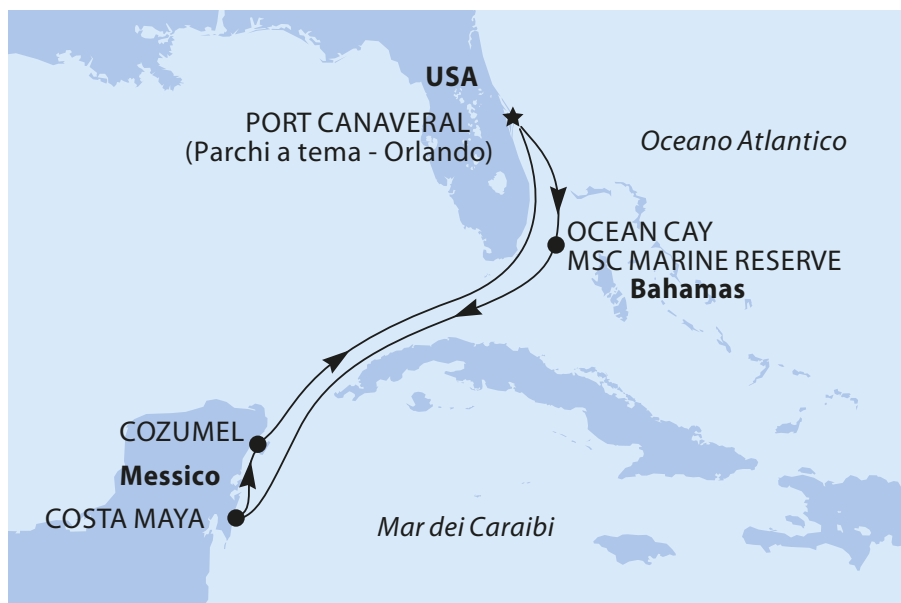 USA
PORT CANAVERAL
(Parchi a tema - Orlando)
Oceano Atlantico
OCEAN CAY
MSC MARINE RESERVE
Bahamas
COZUMEL
Messico
COSTA MAYA
Mar dei Caraibi